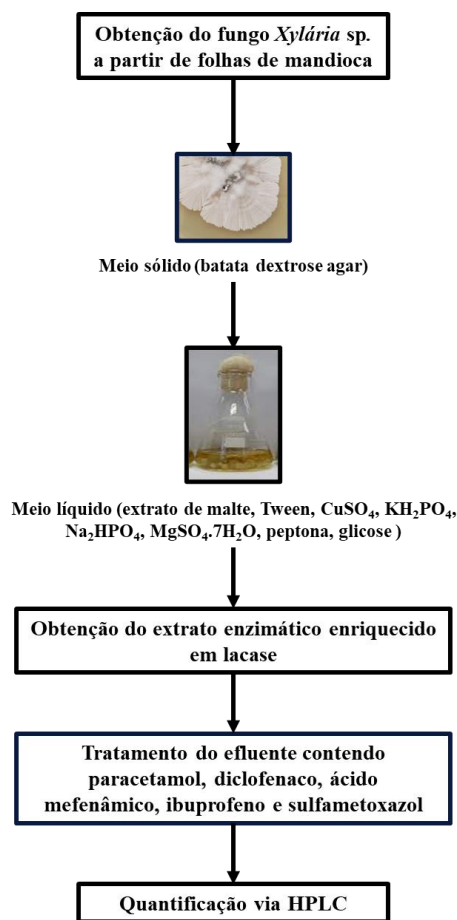 Obtenção do fungo Xylária sp.
a partir de folhas de mandioca
Meio sólido (batata dextrose agar)
Meio líquido (extrato de malte, Tween, CuSO₄, KH₂PO₄,
Na₂HPO₄, MgSO₄.7H₂O, peptona, glicose )
Obtenção do extrato enzimático enriquecido
em lacase
Tratamento do efluente contendo
paracetamol, diclofenaco, ácido
mefenâmico, ibuprofeno e sulfametoxazol
Quantificação via HPLC